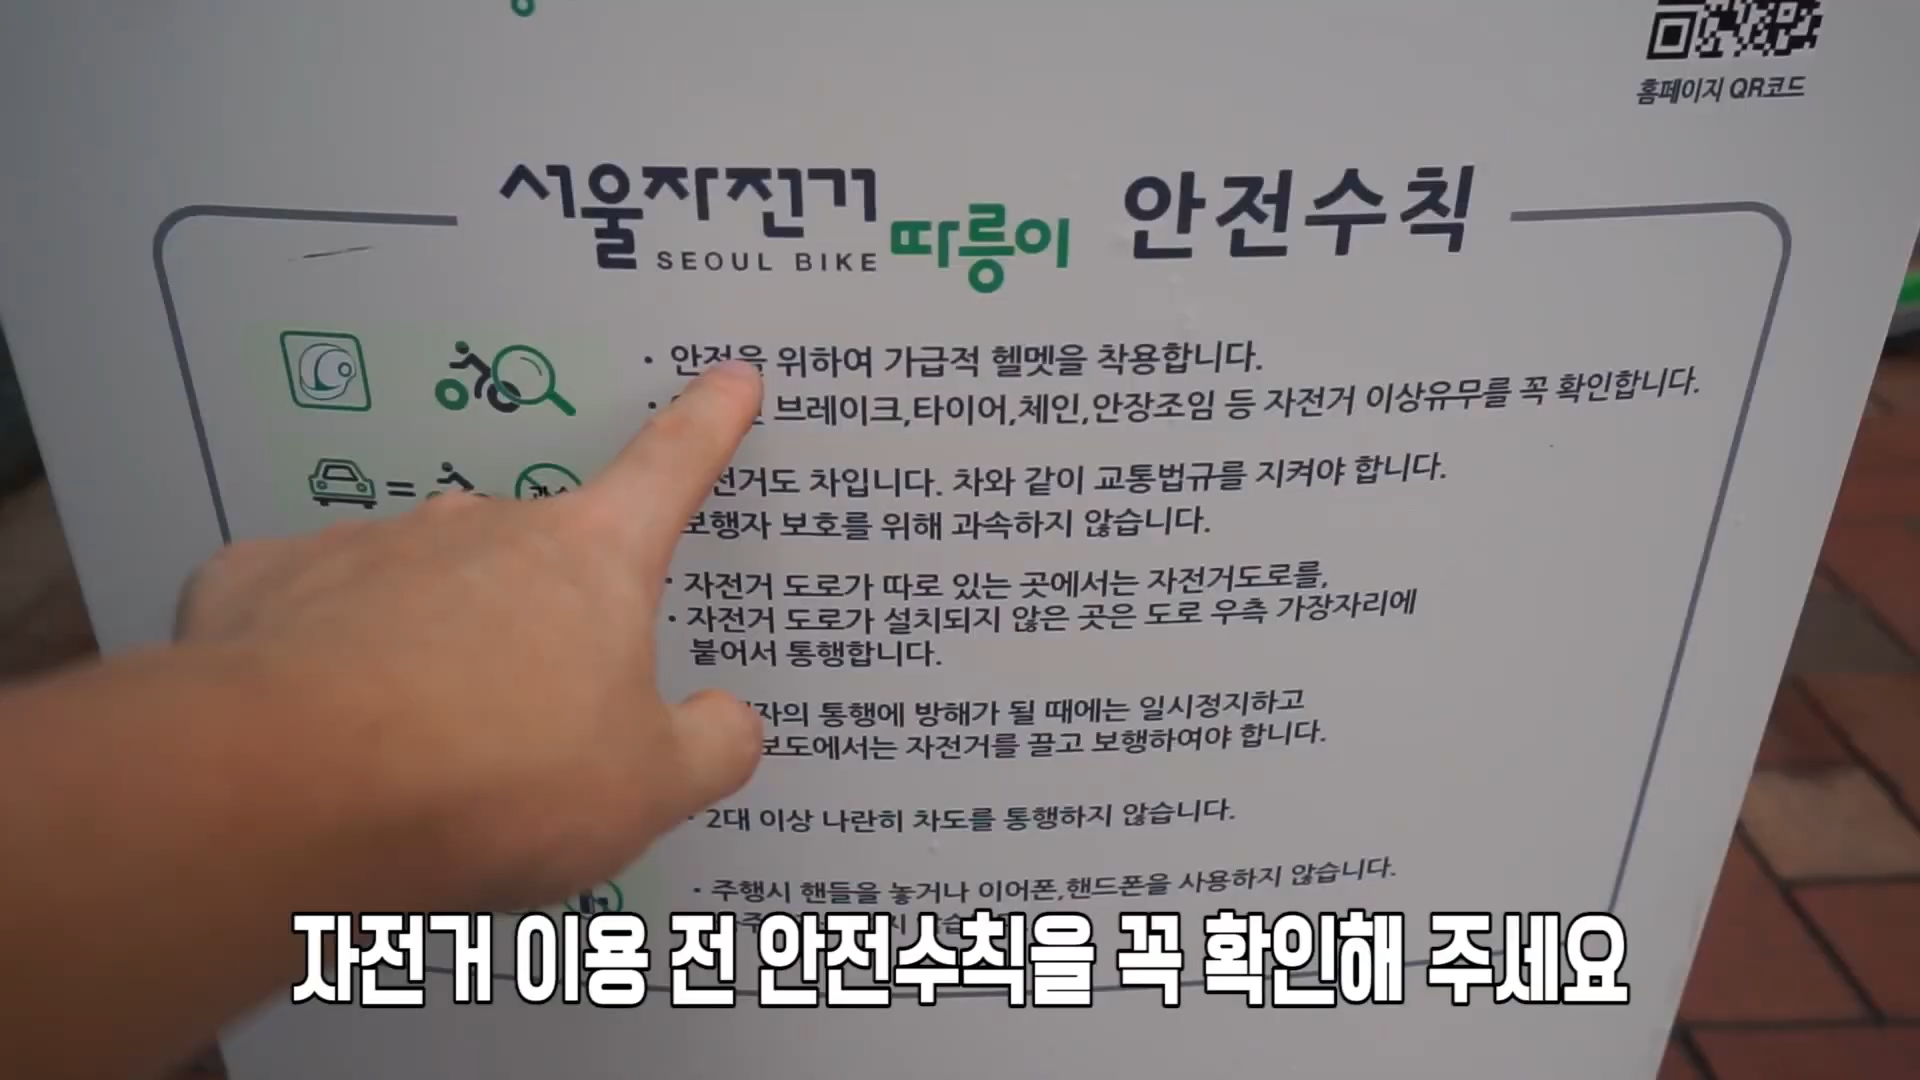 홈페이지 QR코드
서울자전거 따릉이 안전수칙
SEOUL BIKE
· 안전을 위하여 가급적 헬멧을 착용합니다.
· 브레이크,타이어,체인,안장조임 등 자전거 이상유무를 꼭 확인합니다.
전거도 차입니다. 차와 같이 교통법규를 지켜야 합니다.
보행자 보호를 위해 과속하지 않습니다.
· 자전거 도로가 따로 있는 곳에서는 자전거도로를,
· 자전거 도로가 설치되지 않은 곳은 도로 우측 가장자리에
붙어서 통행합니다.
자의 통행에 방해가 될 때에는 일시정지하고
보도에서는 자전거를 끌고 보행하여야 합니다.
· 2대 이상 나란히 차도를 통행하지 않습니다.
· 주행시 핸들을 놓거나 이어폰,핸드폰을 사용하지 않습니다.
자전거 이용 전 안전수칙을 꼭 확인해 주세요